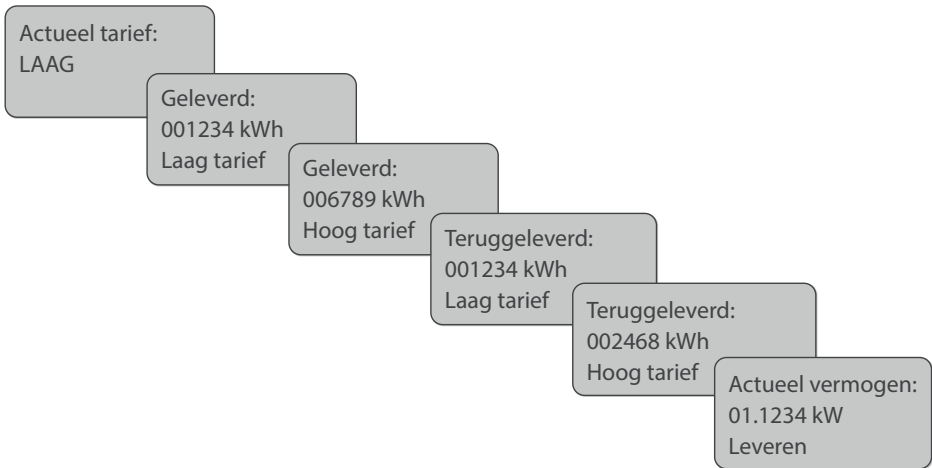 Actueel tarief:
LAAG
Geleverd:
001234 kWh
Laag tarief
Geleverd:
006789 kWh
Hoog tarief
Teruggeleverd:
001234 kWh
Laag tarief
Teruggeleverd:
002468 kWh
Hoog tarief
Actueel vermogen:
01.1234 kW
Leveren